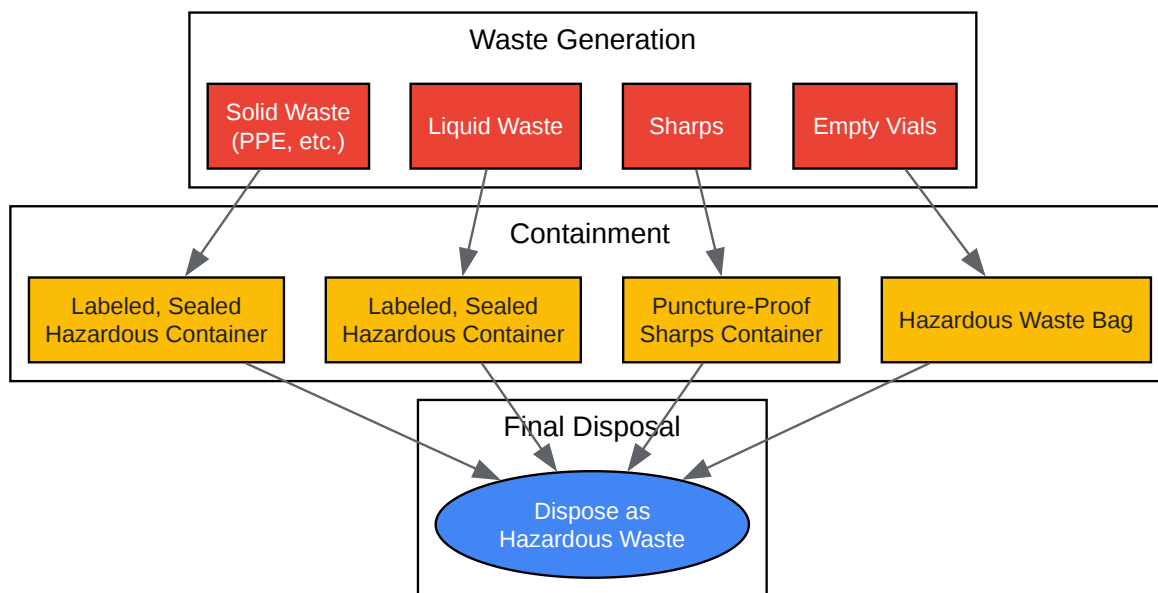 Waste Generation
Solid Waste
(PPE, etc.)
Liquid Waste
Sharps
Empty Vials
Containment
Labeled, Sealed
Hazardous Container
Labeled, Sealed
Hazardous Container
Puncture-Proof
Sharps Container
Hazardous Waste Bag
Final Disposal
Dispose as
Hazardous Waste